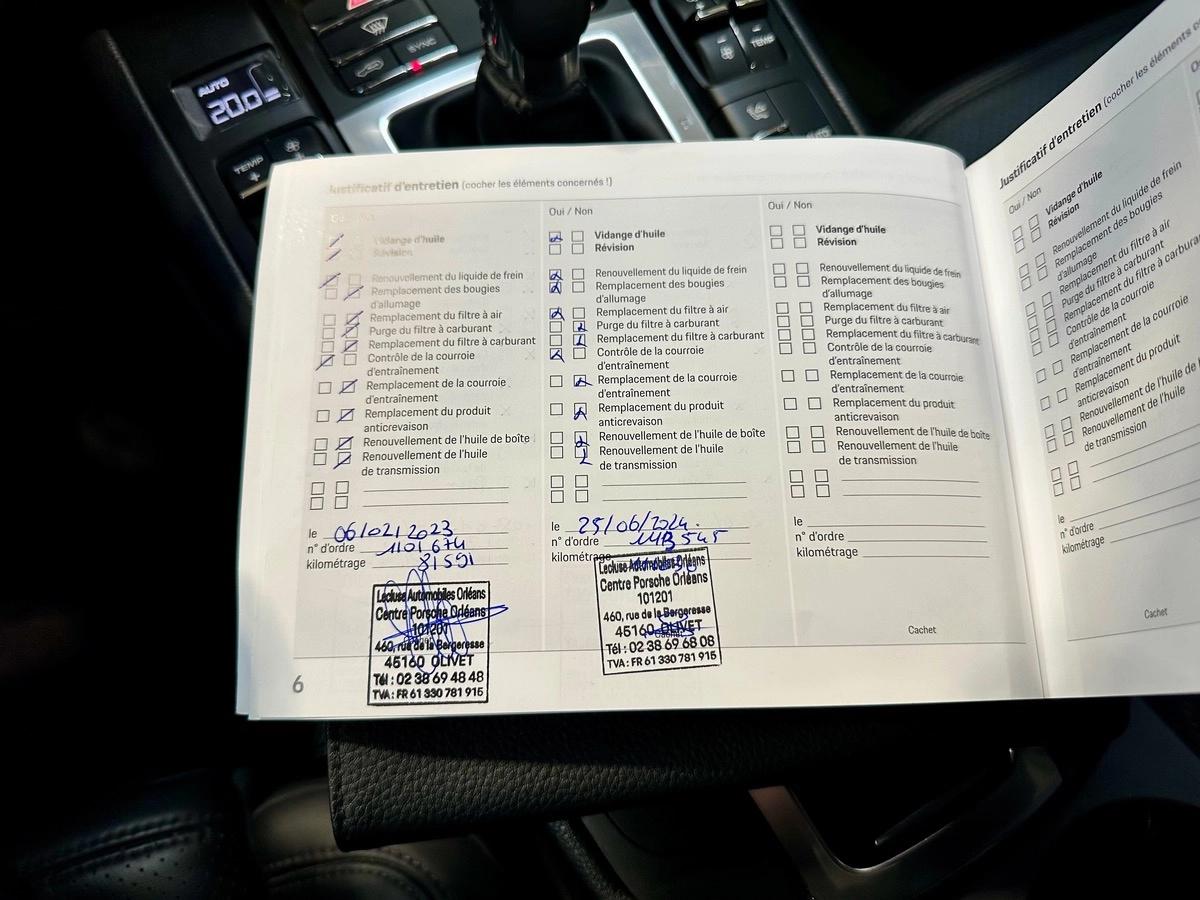 AUTO
20.0
SYNC
TEMP
+
TEMP
Justificatif d'entretien (cocher les éléments concernés !)
Vidange d'huile
Révision
Renouvellement du liquide de frein
Remplacement des bougies
d'allumage
Remplacement du filtre à air
Purge du filtre à carburant
Remplacement du filtre à carburant
Contrôle de la courroie
d'entraînement
Remplacement de la courroie
d'entraînement
Remplacement du produit
anticrevaison
Renouvellement de l'huile de boîte
Renouvellement de l'huile
de transmission
le 06/02/2023
n° d'ordre 1101674
kilométrage 81591
Lecluse Automobiles Orléans
Centre Porsche Orléans
101201
460, rue de la Bergeresse
45160 OLIVET
Tél : 02 38 69 48 48
TVA : FR 61 330 781 915
6
Oui / Non
Vidange d'huile
Révision
Renouvellement du liquide de frein
Remplacement des bougies
d'allumage
Remplacement du filtre à air
Purge du filtre à carburant
Remplacement du filtre à carburant
Contrôle de la courroie
d'entraînement
Remplacement de la courroie
d'entraînement
Remplacement du produit
anticrevaison
Renouvellement de l'huile de boîte
Renouvellement de l'huile
de transmission
le 25/06/2024.
n° d'ordre
kilométrage
Lecluse Automobiles Orléans
Centre Porsche Orléans
101201
460, rue de la Bergeresse
45160 OLIVET
Tél : 02 38 69 68 08
TVA : FR 61 330 781 915
Oui / Non
Vidange d'huile
Révision
Renouvellement du liquide de frein
Remplacement des bougies
d'allumage
Remplacement du filtre à air
Purge du filtre à carburant
Remplacement du filtre à carburant
Contrôle de la courroie
d'entraînement
Remplacement de la courroie
d'entraînement
Remplacement du produit
anticrevaison
Renouvellement de l'huile de boîte
Renouvellement de l'huile
de transmission
le
n° d'ordre
kilométrage
Cachet
Justificatif d'entretien (cocher les éléments
Oui / Non
Vidange d'huile
Révision
Renouvellement du liquide de frein
Remplacement des bougies
d'allumage
Remplacement du filtre à air
Purge du filtre à carburant
Remplacement du filtre à
Contrôle de la courroie
d'entraînement
Remplacement de la courroie
d'entraînement
Remplacement du produit
anticrevaison
Renouvellement de l'huile de
Renouvellement de l'huile
de transmission
le
n° d'ordre
kilométrage
Cachet